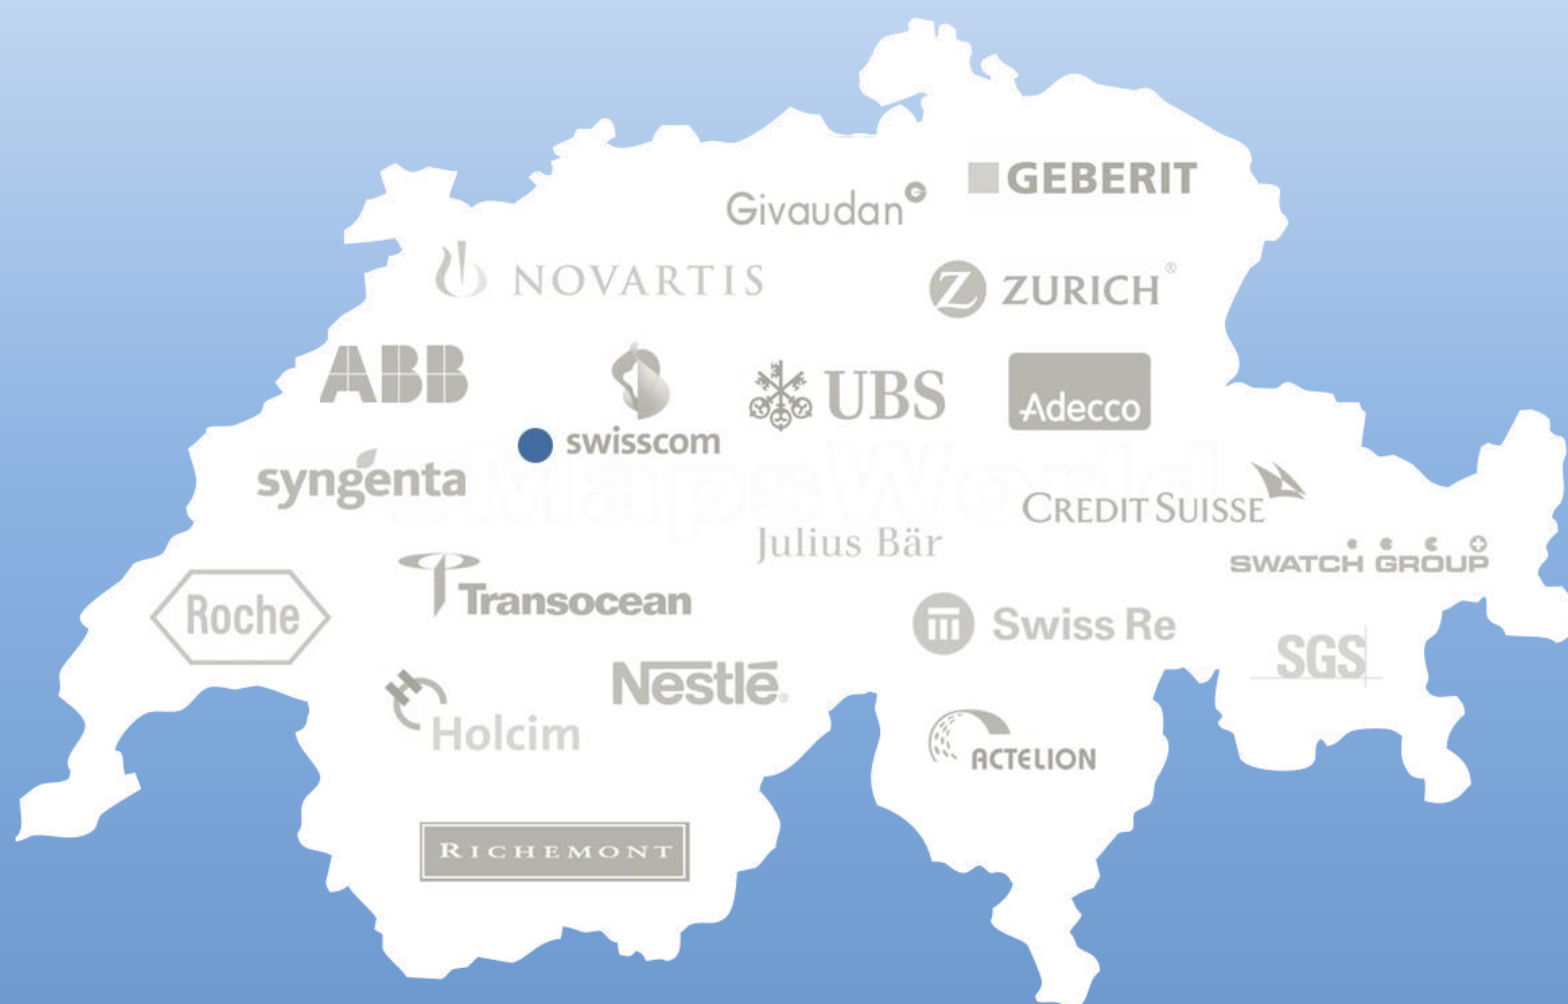 GEBERIT
Givaudan
NOVARTIS
Z ZURICH®
ABB
swisscom
UBS
Adecco
syngenta
MapsWorld
CREDIT SUISSE
Julius Bär
SWATCH GROUP
Roche
Transocean
Swiss Re
SGS
Nestlé®
H Holcim
ACTELION
RICHEMONT